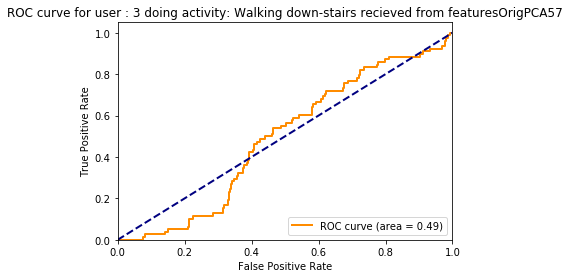 ROC curve for user : 3 doing activity: Walking down-stairs recieved from featuresOrigPCA57
1.0
0.8
0.6
0.4
0.2
0.0
True Positive Rate
ROC curve (area = 0.49)
0.0 0.2 0.4 0.6 0.8 1.0
False Positive Rate